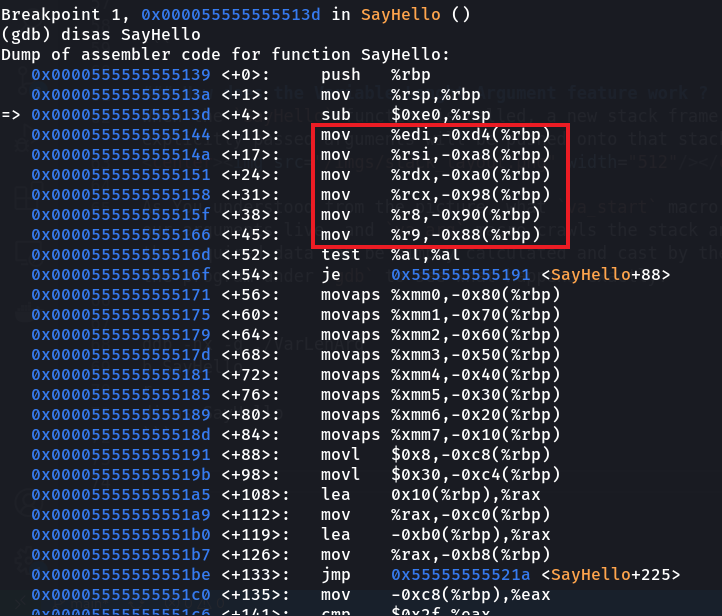 Breakpoint 1, 0x000055555555513d in SayHello ()
(gdb) disas SayHello
Dump of assembler code for function SayHello:
   0x0000555555555139 <+0>:     push   %rbp
   0x000055555555513a <+1>:     mov    %rsp,%rbp
=> 0x000055555555513d <+4>:     sub    $0xe0,%rsp
   0x0000555555555144 <+11>:    mov    %edi,-0xd4(%rbp)
   0x000055555555514a <+17>:    mov    %rsi,-0xa8(%rbp)
   0x0000555555555151 <+24>:    mov    %rdx,-0xa0(%rbp)
   0x0000555555555158 <+31>:    mov    %rcx,-0x98(%rbp)
   0x000055555555515f <+38>:    mov    %r8,-0x90(%rbp)
   0x0000555555555166 <+45>:    mov    %r9,-0x88(%rbp)
   0x000055555555516d <+52>:    test   %al,%al
   0x000055555555516f <+54>:    je     0x555555555191 <SayHello+88>
   0x0000555555555171 <+56>:    movaps %xmm0,-0x80(%rbp)
   0x0000555555555175 <+60>:    movaps %xmm1,-0x70(%rbp)
   0x0000555555555179 <+64>:    movaps %xmm2,-0x60(%rbp)
   0x000055555555517d <+68>:    movaps %xmm3,-0x50(%rbp)
   0x0000555555555181 <+72>:    movaps %xmm4,-0x40(%rbp)
   0x0000555555555185 <+76>:    movaps %xmm5,-0x30(%rbp)
   0x0000555555555189 <+80>:    movaps %xmm6,-0x20(%rbp)
   0x000055555555518d <+84>:    movaps %xmm7,-0x10(%rbp)
   0x0000555555555191 <+88>:    movl   $0x8,-0xc8(%rbp)
   0x000055555555519b <+98>:    movl   $0x30,-0xc4(%rbp)
   0x00005555555551a5 <+108>:   lea    0x10(%rbp),%rax
   0x00005555555551a9 <+112>:   mov    %rax,-0xc0(%rbp)
   0x00005555555551b0 <+119>:   lea    -0xb0(%rbp),%rax
   0x00005555555551b7 <+126>:   mov    %rax,-0xb8(%rbp)
   0x00005555555551be <+133>:   jmp    0x55555555521a <SayHello+225>
   0x00005555555551c0 <+135>:   mov    -0xc8(%rbp),%eax
   0x00005555555551c6 <+141>:   cmp    $0x2f,%eax